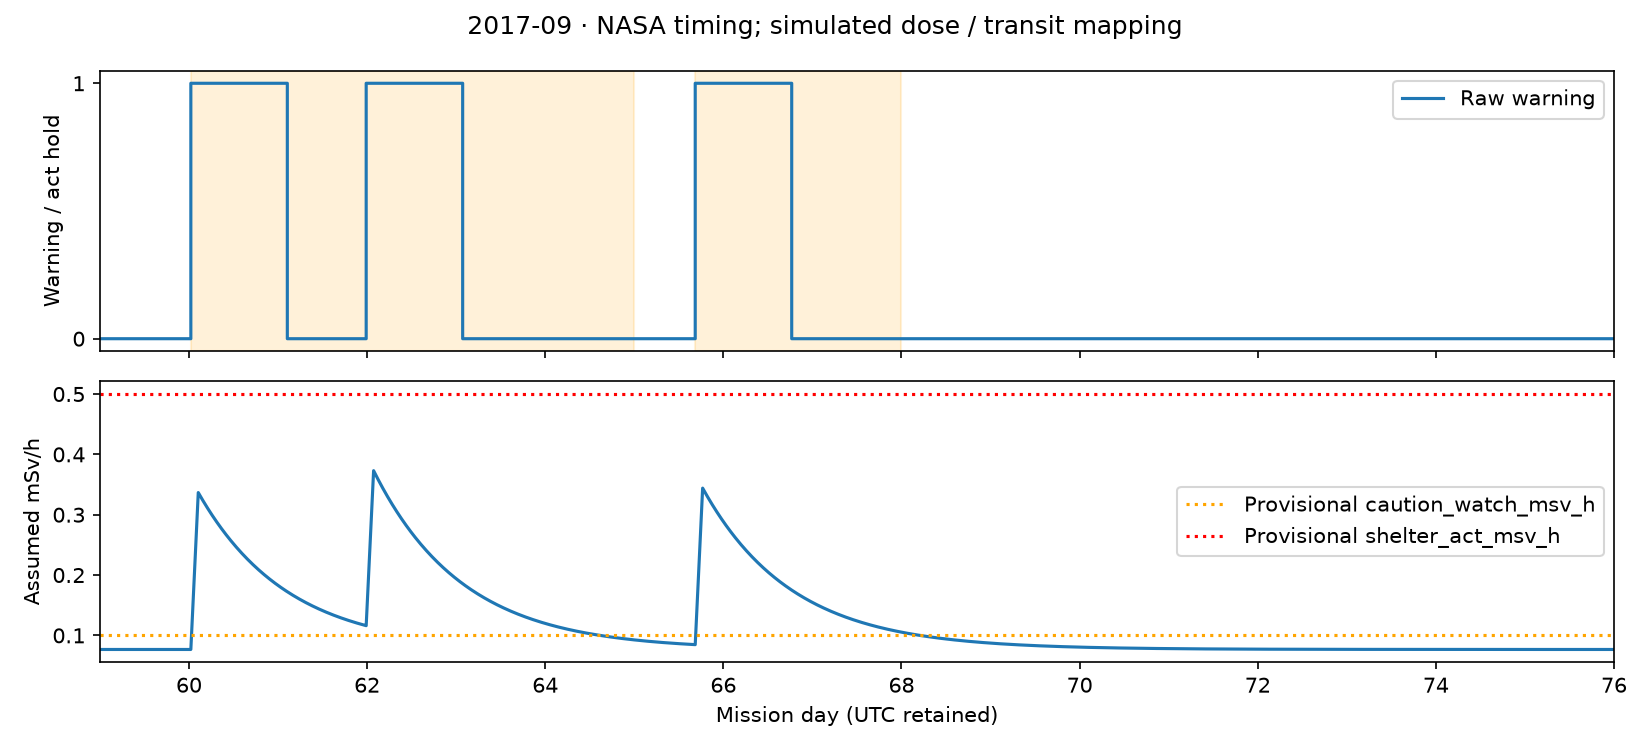 2017-09 · NASA timing; simulated dose / transit mapping
Warning / act hold
1
0
Raw warning
Assumed mSv/h
0.5
0.4
0.3
0.2
0.1
Provisional caution_watch_msv_h
Provisional shelter_act_msv_h
60 62 64 66 68 70 72 74 76
Mission day (UTC retained)